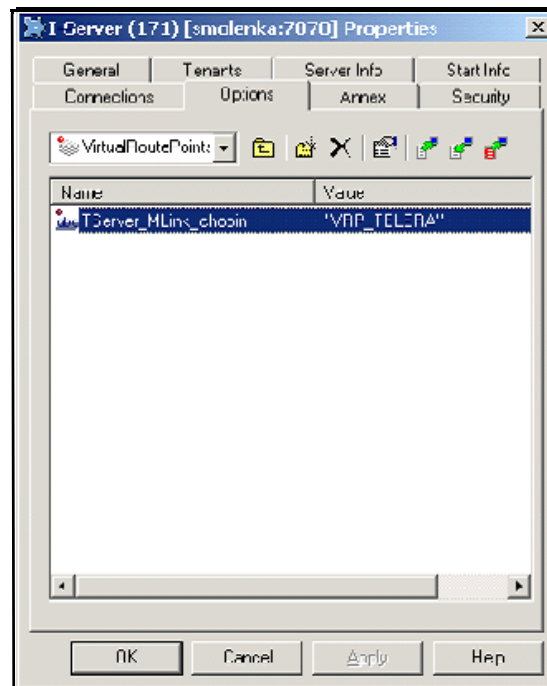 I-Server (171) [smolenka:7070] Properties
General Tenants Server Info Start Info
Connections Options Annex Security
VirtualRoutePoints
Name Value
TServer_MLink_chopin "VRP_TELERA"
OK Cancel Apply Help